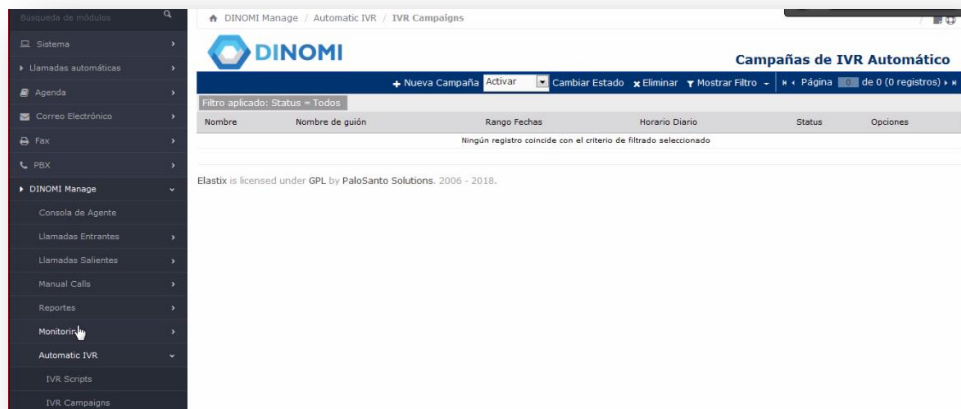 Búsqueda de módulos
Sistema
Llamadas automáticas
Agenda
Correo Electrónico
Fax
PBX
DINOMI Manage
Consola de Agente
Llamadas Entrantes
Llamadas Salientes
Manual Calls
Reportes
Monitoring
Automatic IVR
IVR Scripts
IVR Campaigns
DINOMI Manage / Automatic IVR / IVR Campaigns
DINOMI
Campañas de IVR Automático
Nueva Campaña Activar Cambiar Estado Eliminar Mostrar Filtro Página 0 de 0 (0 registros)
Filtro aplicado: Status = Todos
Nombre Nombre de guión Rango Fechas Horario Diario Status Opciones
Ningún registro coincide con el criterio de filtrado seleccionado
Elastix is licensed under GPL by PaloSanto Solutions. 2006 - 2018.